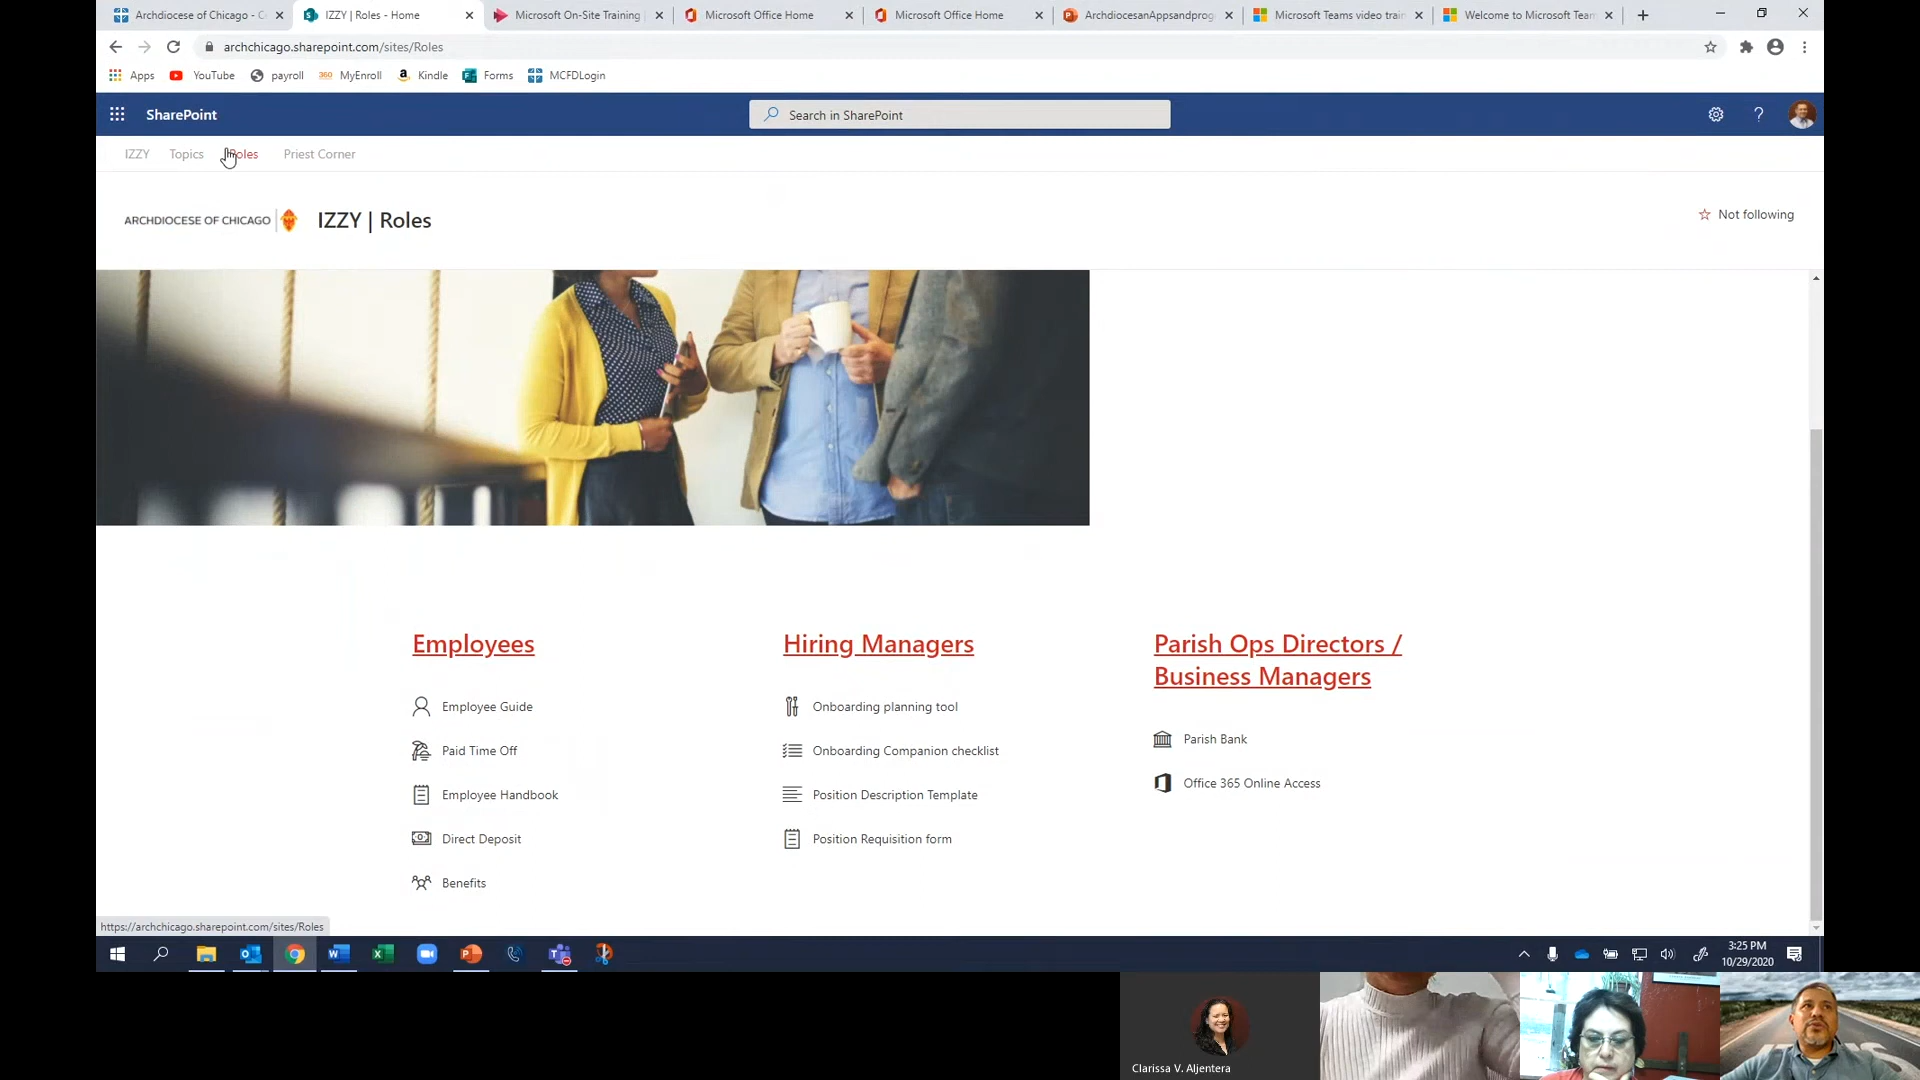 Archdiocese of Chicago - C
IZZY | Roles - Home
Microsoft On-Site Training
Microsoft Office Home
Microsoft Office Home
ArchdiocesanAppsandprog
Microsoft Teams video train
Welcome to Microsoft Team
archchicago.sharepoint.com/sites/Roles
Apps
YouTube
payroll
360 MyEnroll
Kindle
Forms
MCFDLogin
SharePoint
Search in SharePoint
IZZY
Topics
Roles
Priest Corner
ARCHDIOCESE OF CHICAGO
IZZY | Roles
Not following
Employees
Employee Guide
Paid Time Off
Employee Handbook
Direct Deposit
Benefits
Hiring Managers
Onboarding planning tool
Onboarding Companion checklist
Position Description Template
Position Requisition form
Parish Ops Directors /
Business Managers
Parish Bank
Office 365 Online Access
https://archchicago.sharepoint.com/sites/Roles
3:25 PM
10/29/2020
Clarissa V. Aljentera